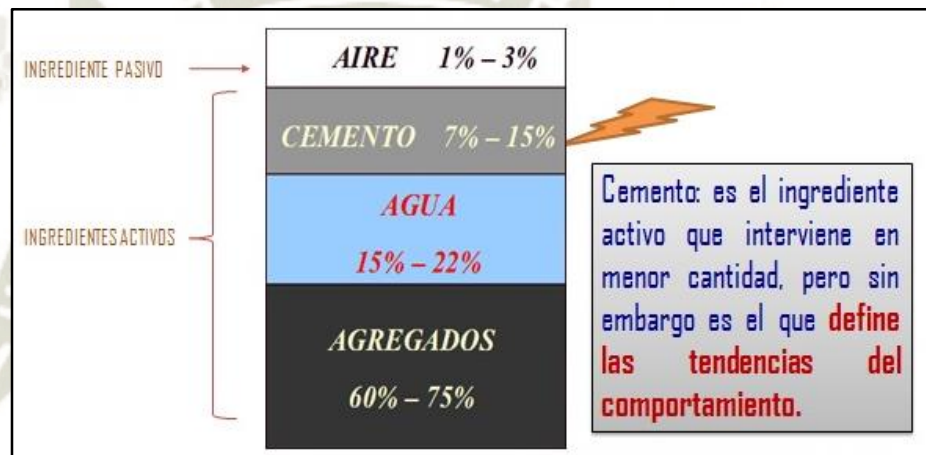 INGREDIENTE PASIVO
AIRE 1% – 3%
CEMENTO 7% – 15%
AGUA
15% – 22%
INGREDIENTES ACTIVOS
AGREGADOS
60% – 75%
Cemento: es el ingrediente
activo que interviene en
menor cantidad, pero sin
embargo es el que define
las tendencias del
comportamiento.